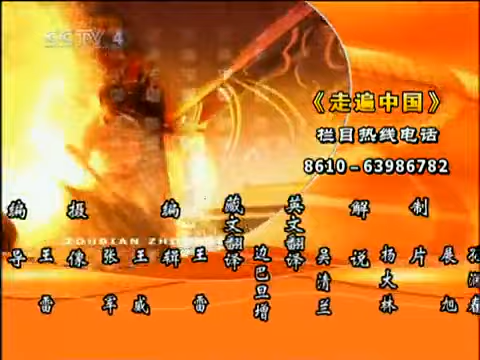 CCTV 4
《走遍中国》
栏目热线电话
8610-63986782
编导 王雷
摄像 张军 王威
编辑 王雷
藏文翻译 边巴旦增
英文翻译 吴清兰
解说 杨大林
制片 展旭
ZOUBIAN ZHO